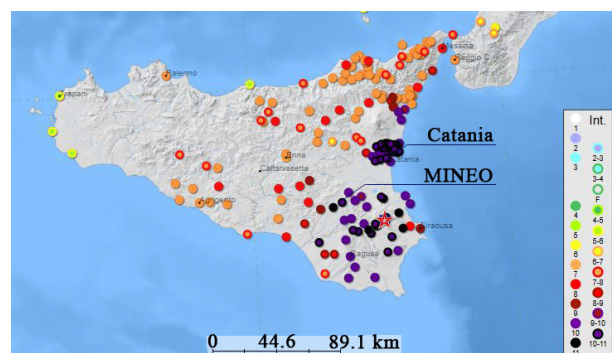 Messina
Reggio C.
Palermo
Trapani
Catania
Catania
Enna
Caltanissetta
MINEO
Agrigento
Siracusa
Ragusa
0 44.6 89.1 km
Int.
1
2
2-3
3
3-4
F
4
4-5
5
5-6
6
6-7
7
7-8
8
8-9
9
9-10
10
10-11
11